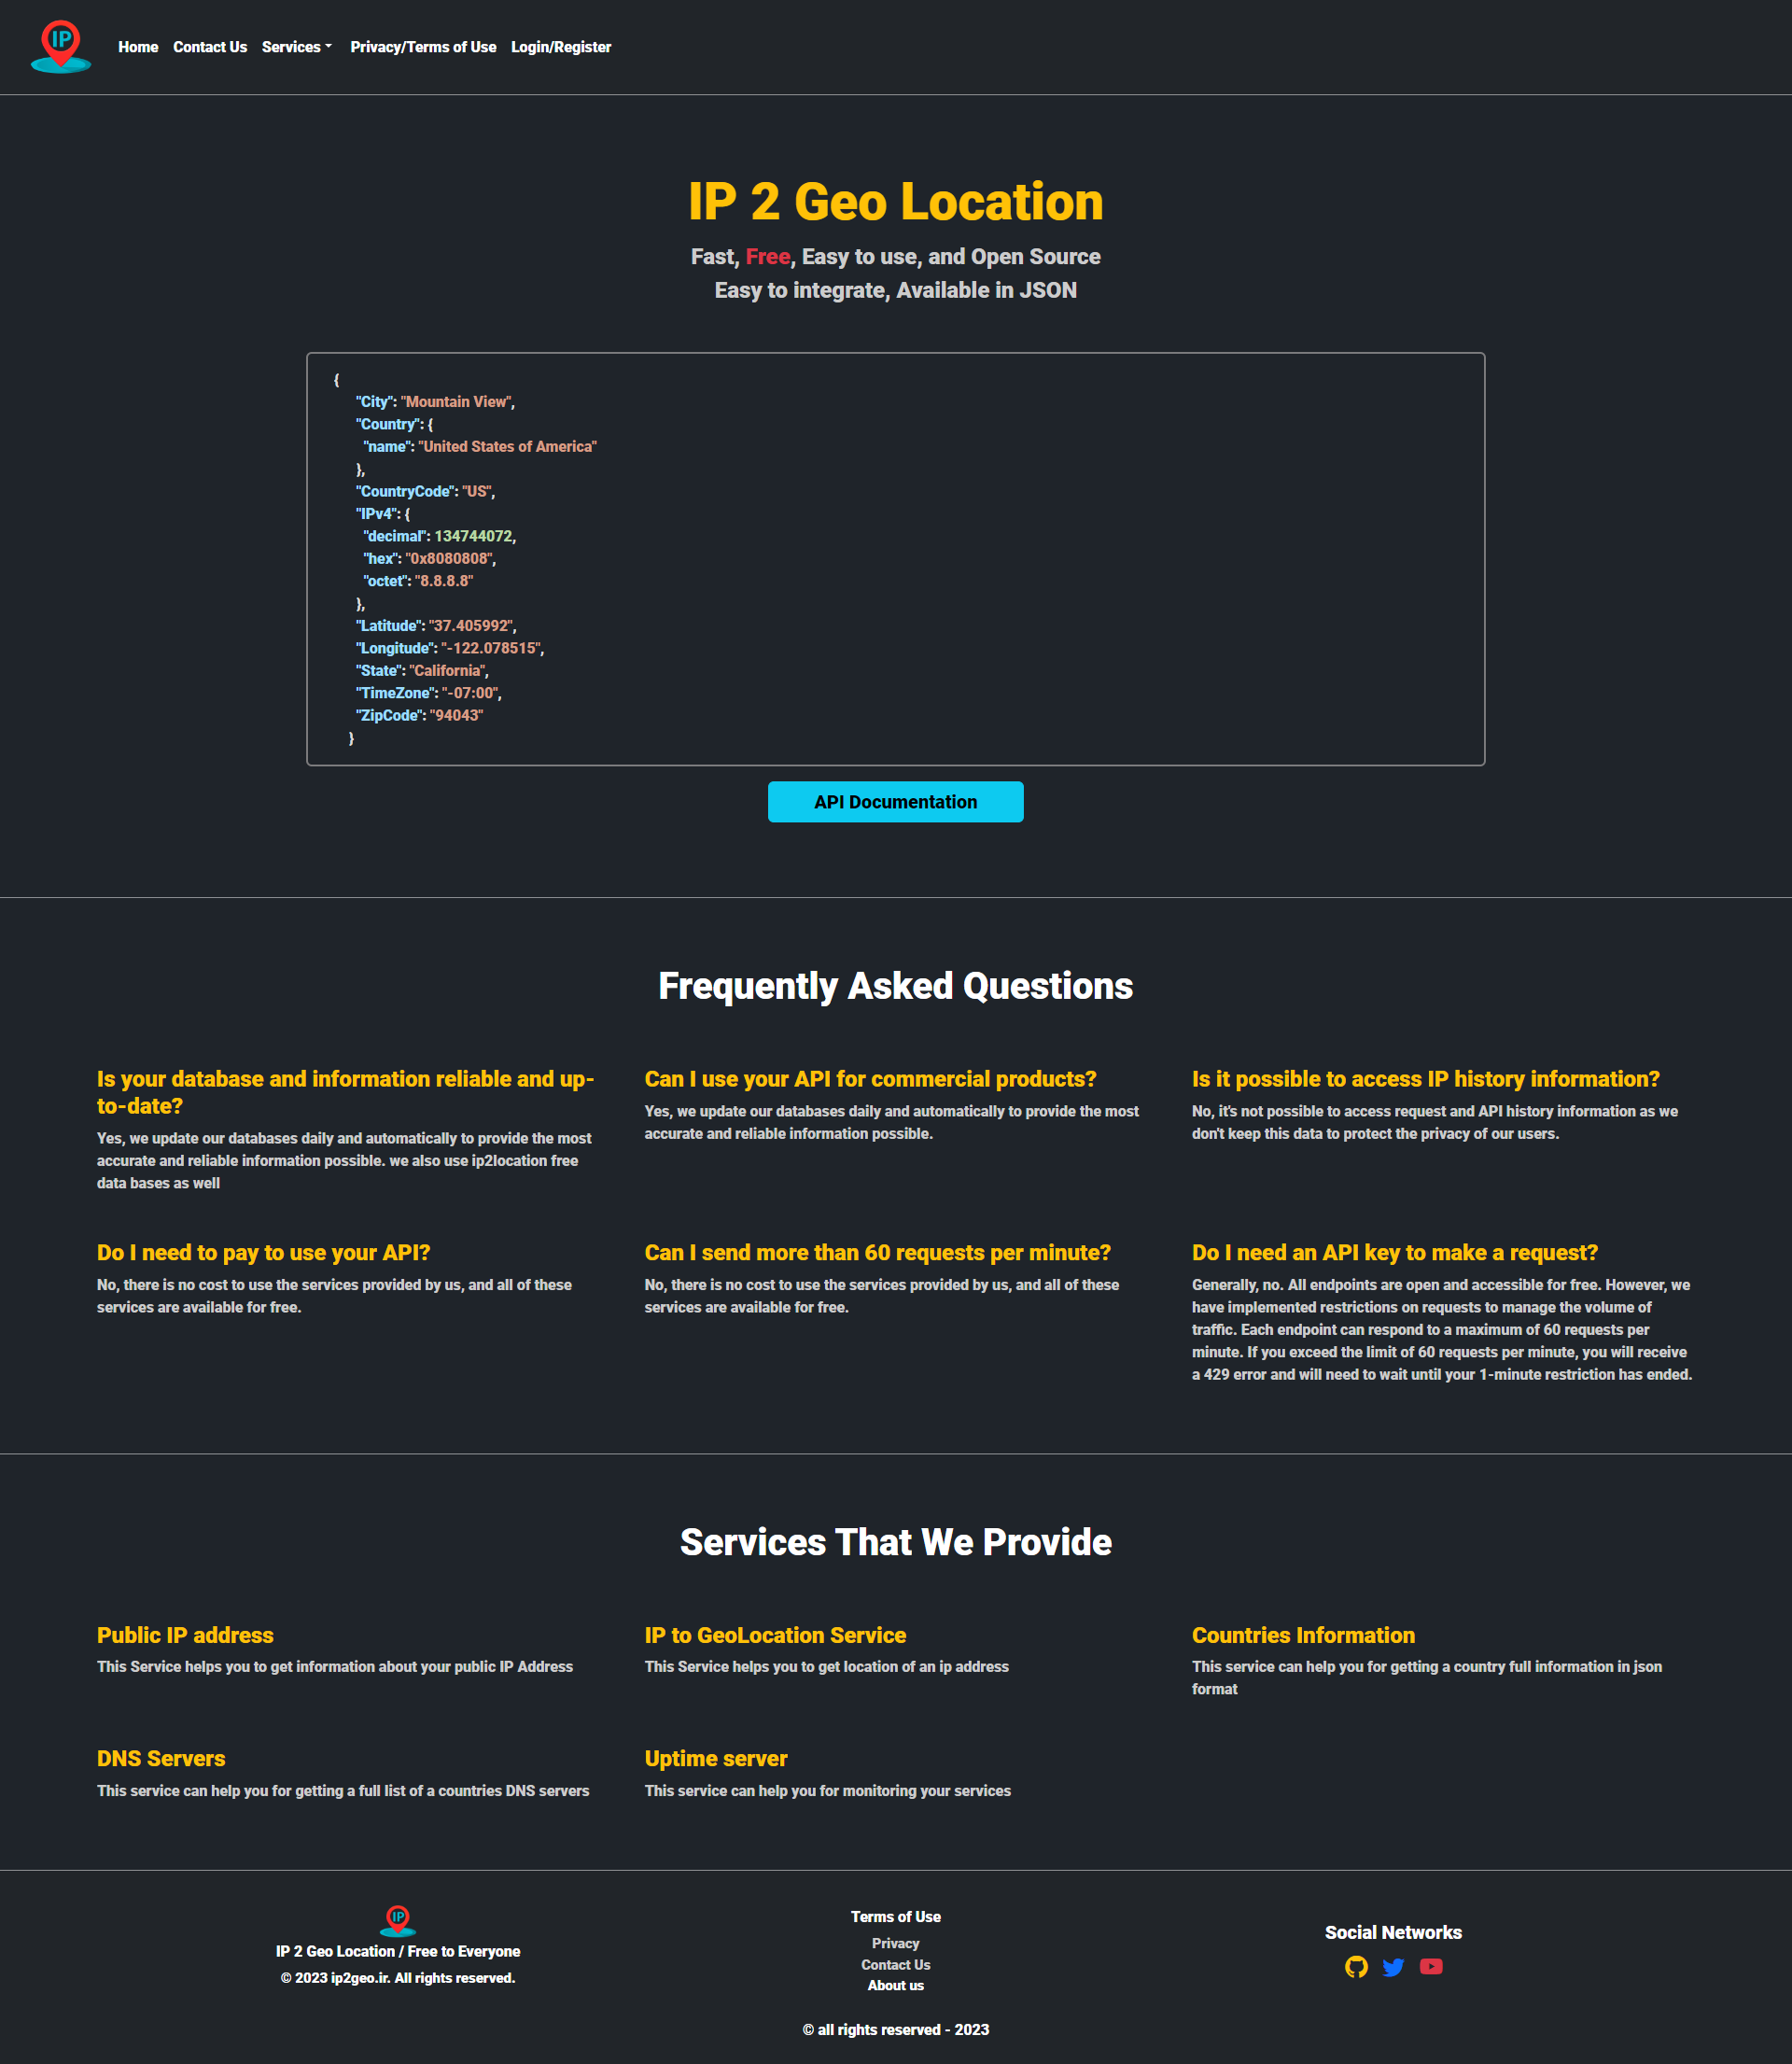 IP
Home Contact Us Services Privacy/Terms of Use Login/Register
IP 2 Geo Location
Fast, Free, Easy to use, and Open Source
Easy to integrate, Available in JSON
{
"City": "Mountain View",
"Country": {
"name": "United States of America"
},
"CountryCode": "US",
"IPv4": {
"decimal": 134744072,
"hex": "0x8080808",
"octet": "8.8.8.8"
},
"Latitude": "37.405992",
"Longitude": "-122.078515",
"State": "California",
"TimeZone": "-07:00",
"ZipCode": "94043"
}
API Documentation
Frequently Asked Questions
Is your database and information reliable and up-
to-date?
Yes, we update our databases daily and automatically to provide the most
accurate and reliable information possible. we also use ip2location free
data bases as well
Can I use your API for commercial products?
Yes, we update our databases daily and automatically to provide the most
accurate and reliable information possible.
Is it possible to access IP history information?
No, it's not possible to access request and API history information as we
don't keep this data to protect the privacy of our users.
Do I need to pay to use your API?
No, there is no cost to use the services provided by us, and all of these
services are available for free.
Can I send more than 60 requests per minute?
No, there is no cost to use the services provided by us, and all of these
services are available for free.
Do I need an API key to make a request?
Generally, no. All endpoints are open and accessible for free. However, we
have implemented restrictions on requests to manage the volume of
traffic. Each endpoint can respond to a maximum of 60 requests per
minute. If you exceed the limit of 60 requests per minute, you will receive
a 429 error and will need to wait until your 1-minute restriction has ended.
Services That We Provide
Public IP address
This Service helps you to get information about your public IP Address
IP to GeoLocation Service
This Service helps you to get location of an ip address
Countries Information
This service can help you for getting a country full information in json
format
DNS Servers
This service can help you for getting a full list of a countries DNS servers
Uptime server
This service can help you for monitoring your services
IP
IP 2 Geo Location / Free to Everyone
© 2023 ip2geo.ir. All rights reserved.
Terms of Use
Privacy
Contact Us
About us
Social Networks
© all rights reserved - 2023